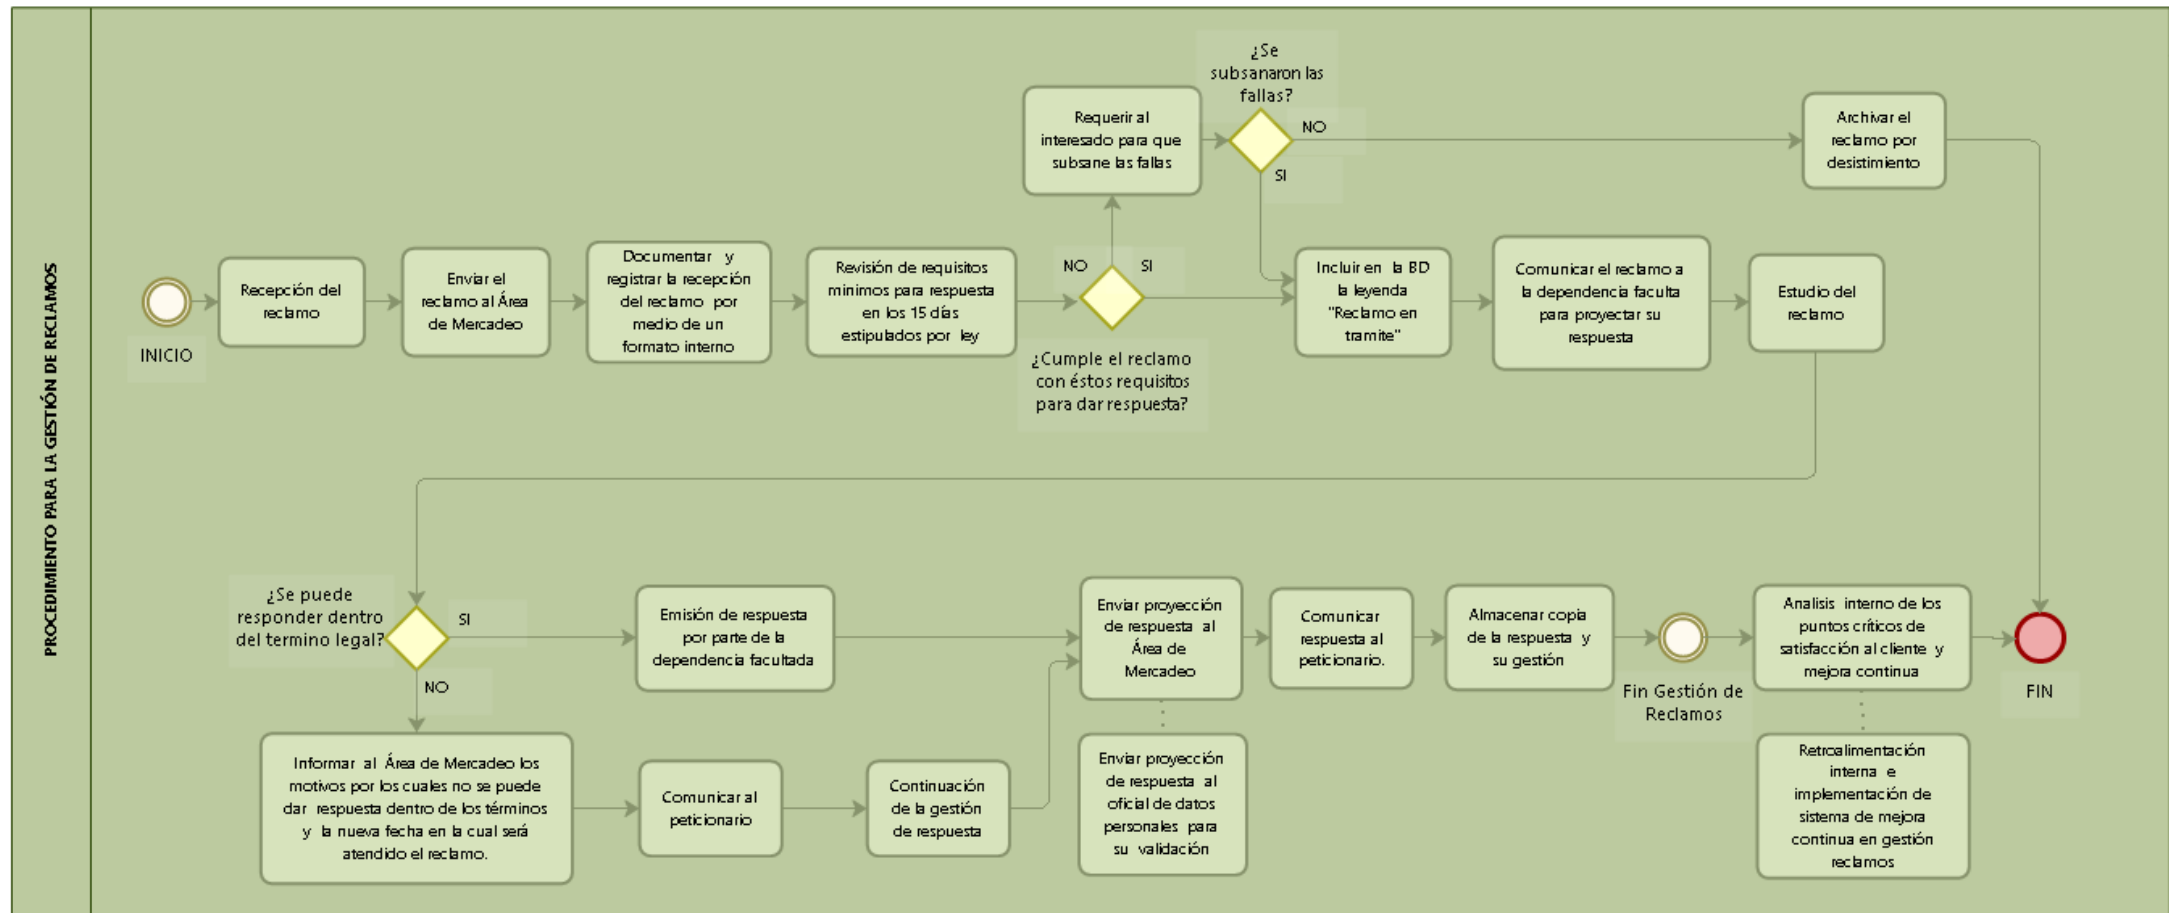 PROCEDIMIENTO PARA LA GESTIÓN DE RECLAMOS
INICIO
Recepción del
reclamo
Enviar el
reclamo al Área
de Mercadeo
Documentar y
registrar la recepción
del reclamo por
medio de un
formato interno
Revisión de requisitos
minimos para respuesta
en los 15 días
estipulados por ley
¿Cumple el reclamo
con éstos requisitos
para dar respuesta?
NO
SI
Requerir al
interesado para que
subsane las fallas
¿Se
subsanaron las
fallas?
NO
SI
Archivar el
reclamo por
desistimiento
Incluir en la BD
la leyenda
"Reclamo en
tramite"
Comunicar el reclamo a
la dependencia faculta
para proyectar su
respuesta
Estudio del
reclamo
¿Se puede
responder dentro
del termino legal?
SI
NO
Emisión de respuesta
por parte de la
dependencia facultada
Informar al Área de Mercadeo los
motivos por los cuales no se puede
dar respuesta dentro de los términos
y la nueva fecha en la cual será
atendido el reclamo.
Comunicar al
peticionario
Continuación
de la gestión
de respuesta
Enviar proyección
de respuesta al
Área de
Mercadeo
Enviar proyección
de respuesta al
oficial de datos
personales para
su validación
Comunicar
respuesta al
peticionario.
Almacenar copia
de la respuesta y
su gestión
Fin Gestión de
Reclamos
Analisis interno de los
puntos críticos de
satisfacción al cliente y
mejora continua
Retroalimentación
interna e
implementación de
sistema de mejora
continua en gestión
reclamos
FIN